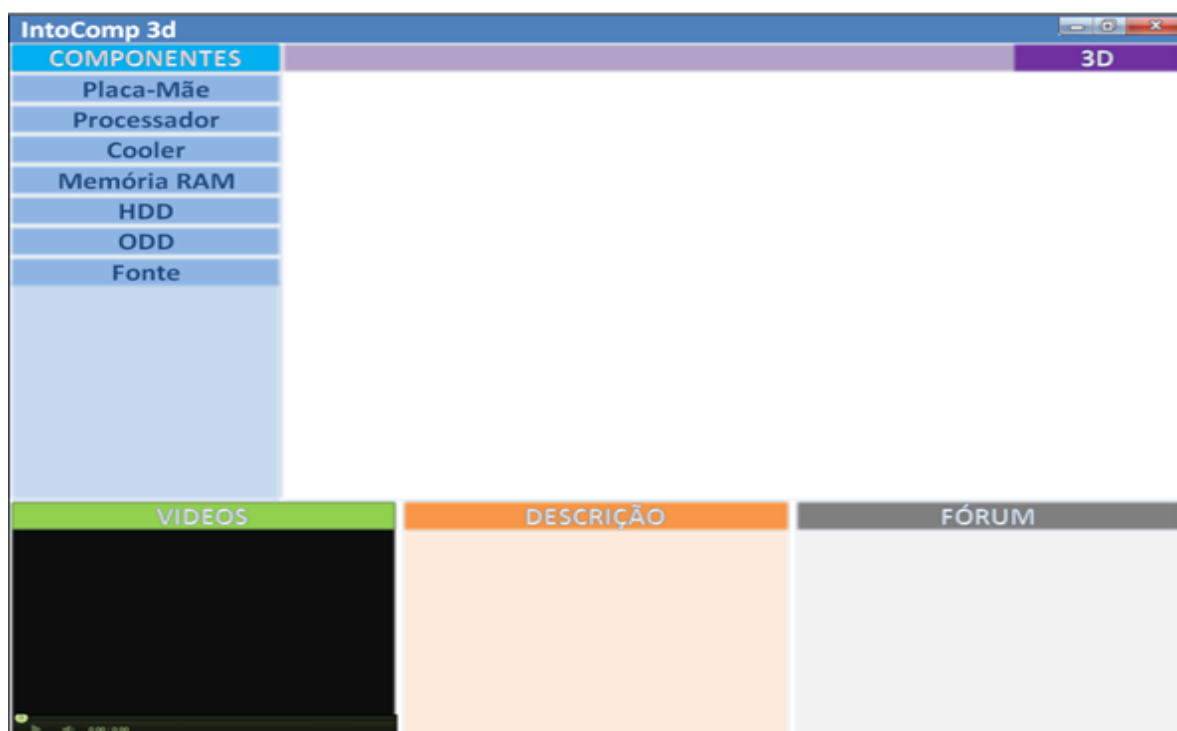 IntoComp 3d
COMPONENTES
3D
Placa-Mãe
Processador
Cooler
Memória RAM
HDD
ODD
Fonte
VIDEOS
DESCRIÇÃO
FÓRUM